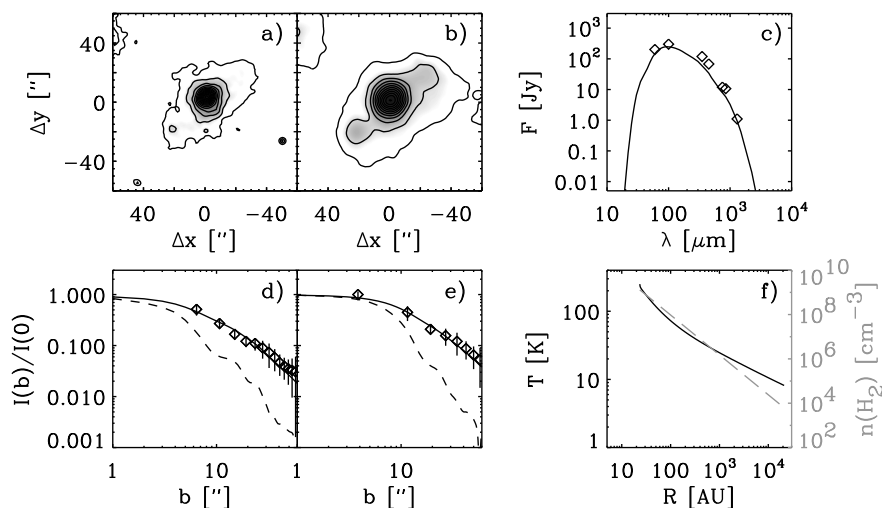 a)
b)
c)
40
0
−40
Δy ["]
40
0
−40
Δx ["]
40
0
−40
Δx ["]
10³
10²
10
1.0
0.1
0.01
F [Jy]
10
100
10³
10⁴
λ [μm]
d)
e)
f)
1.000
0.100
0.010
0.001
I(b)/I(0)
1
10
b ["]
1
10
b ["]
100
10
1
T [K]
10
100
10³
10⁴
R [AU]
10¹⁰
10⁸
10⁶
10⁴
10²
n(H₂) [cm⁻³]